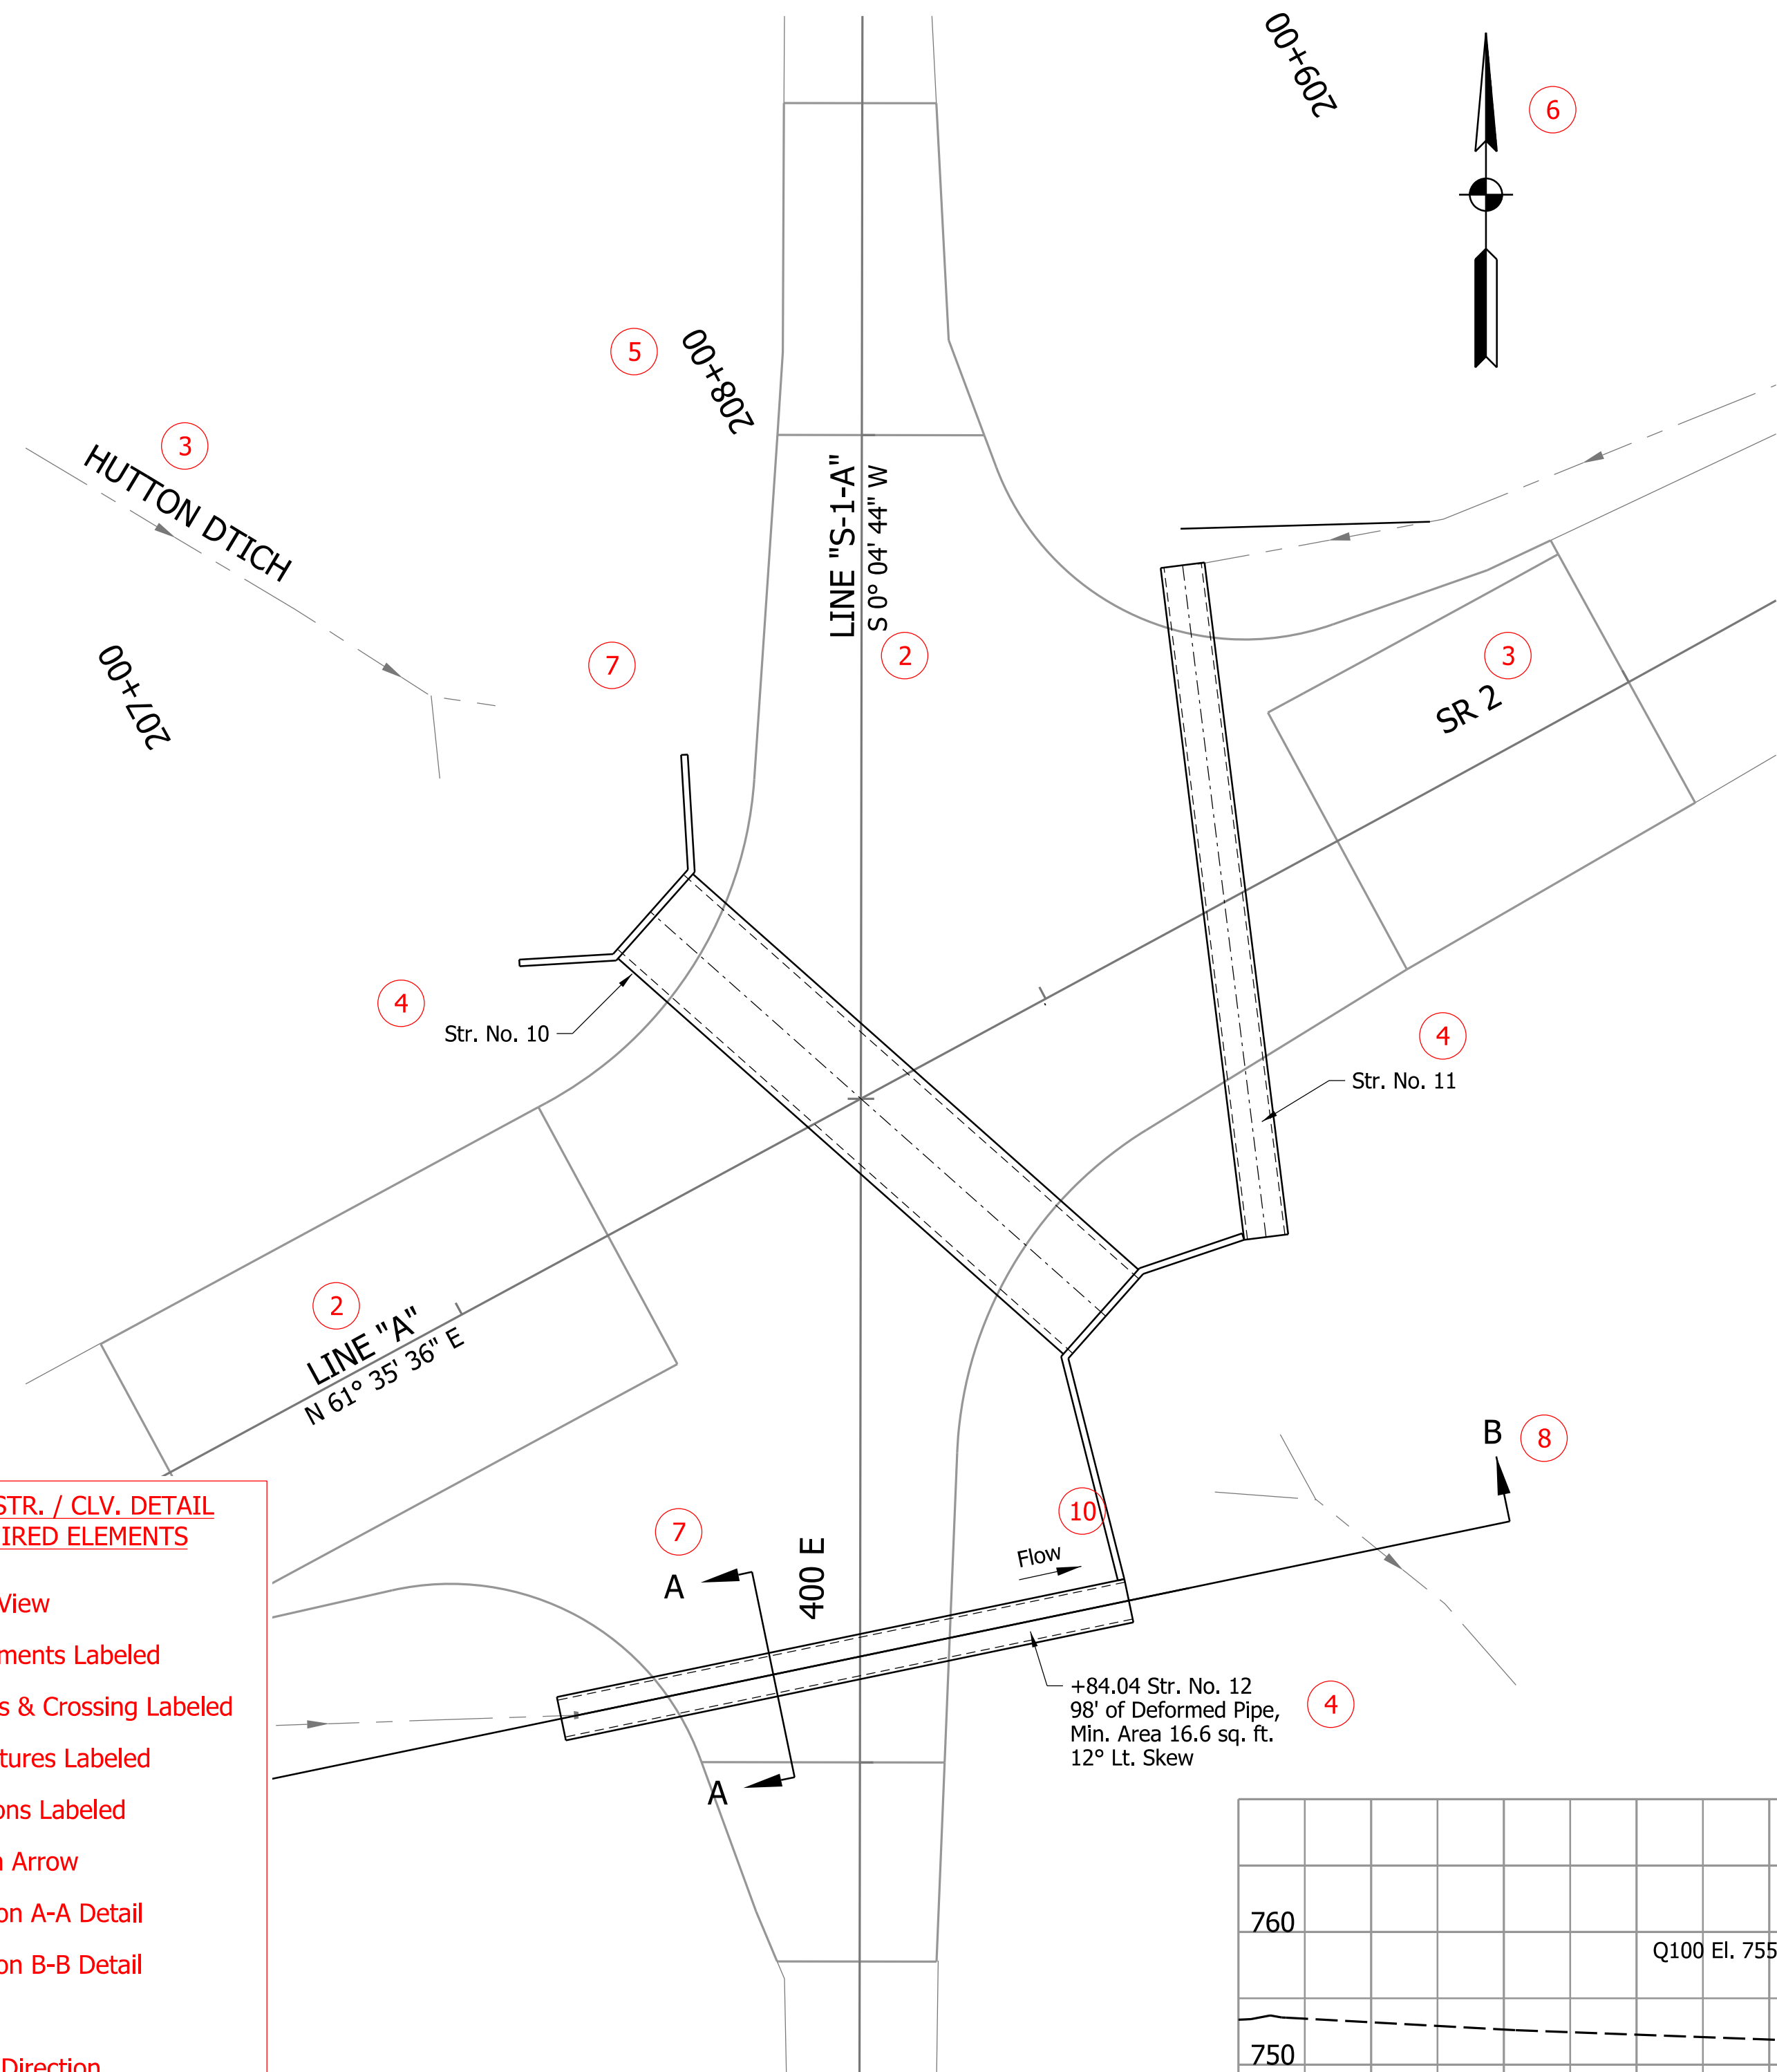 209+00
6
5
208+00
3
HUTTON DTICH
LINE "S-1-A"
S 0° 04' 44" W
2
7
207+00
3
SR 2
4
Str. No. 10
4
Str. No. 11
2
LINE "A"
N 61° 35' 36" E
B
8
STR. / CLV. DETAIL
IRED ELEMENTS
View
ments Labeled
s & Crossing Labeled
tures Labeled
ons Labeled
Arrow
on A-A Detail
on B-B Detail
Direction
7
A
A
400 E
10
Flow
+84.04 Str. No. 12
98' of Deformed Pipe,
Min. Area 16.6 sq. ft.
12° Lt. Skew
4
760
Q100 El. 755
750